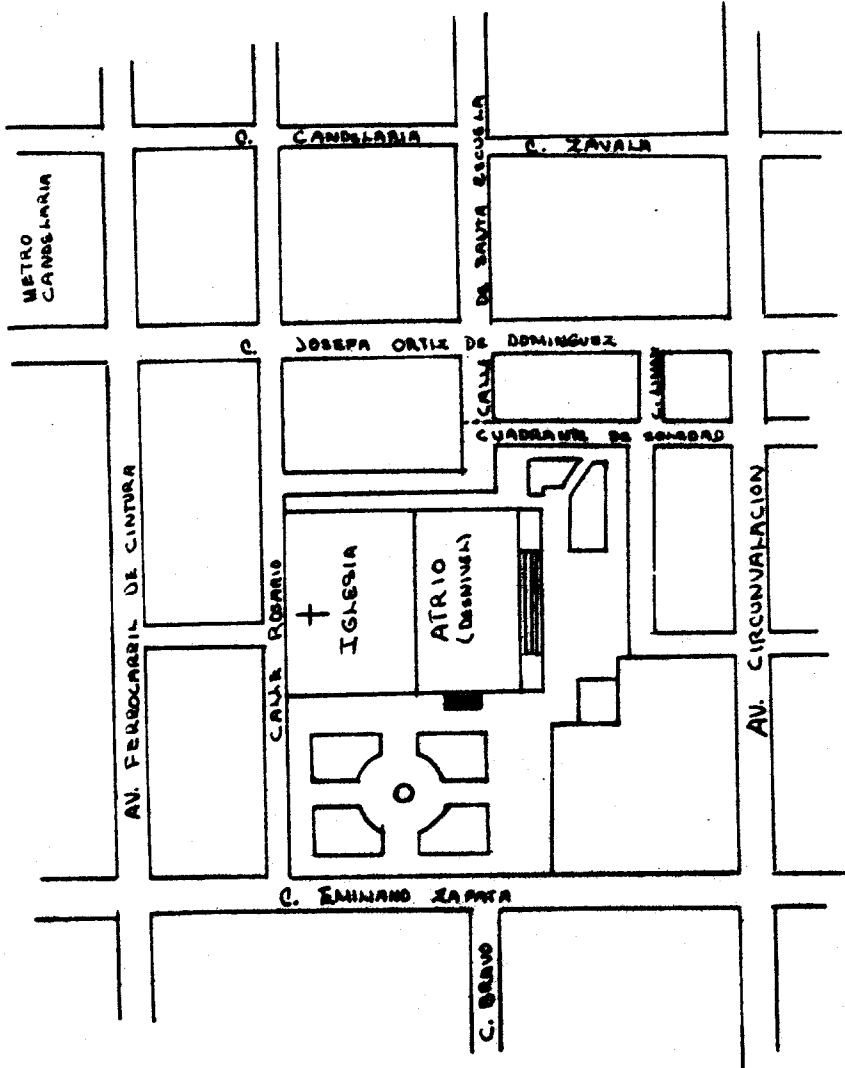 C. CANDELARIA
C. ZAVALA
DE SANTA ESCUELA
METRO
CANDELARIA
C. JOSEFA ORTIZ DE DOMINGUEZ
CALLE
CUADRANTE DE SOLEDAD
AV. FERROCARRIL DE CINTURA
CALLE ROSARIO
IGLESIA
ATRIO
(DESNIVEL)
AV. CIRCUNVALACION
C. EMILIANO ZAPATA
C. BRAVO